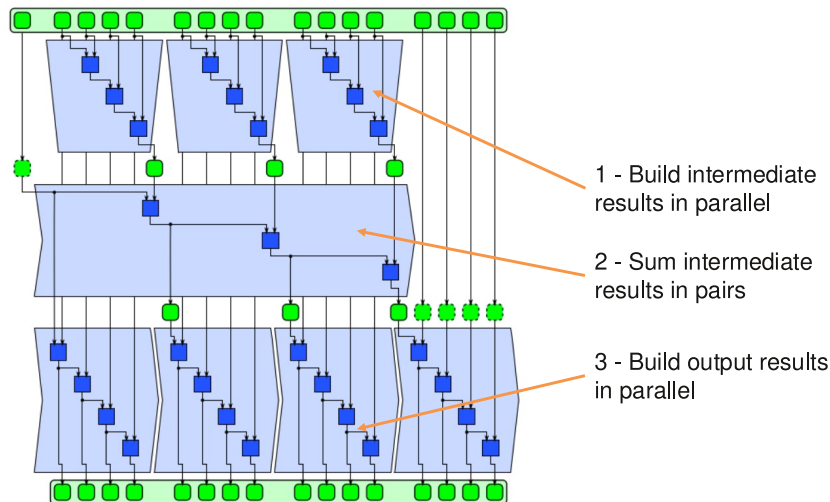 1 - Build intermediate
results in parallel
2 - Sum intermediate
results in pairs
3 - Build output results
in parallel